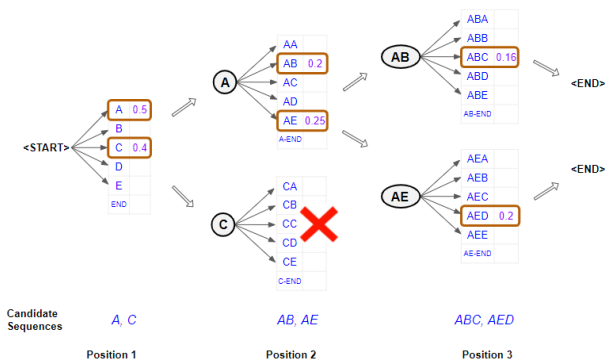 <START>
A 0.5
B
C 0.4
D
E
END
A
AA
AB 0.2
AC
AD
AE 0.25
A-END
C
CA
CB
CC
CD
CE
C-END
AB
ABA
ABB
ABC 0.16
ABD
ABE
AB-END
<END>
AE
AEA
AEB
AEC
AED 0.2
AEE
AE-END
<END>
Candidate
Sequences
A, C
AB, AE
ABC, AED
Position 1
Position 2
Position 3